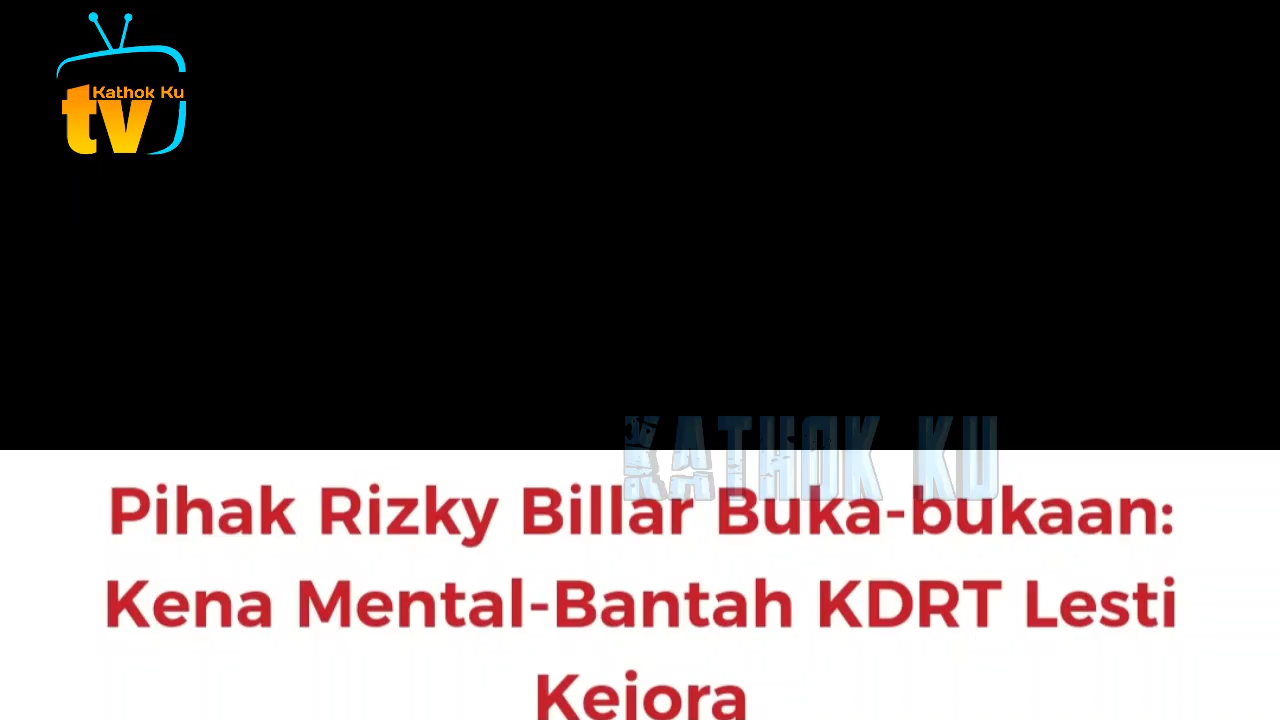 Kathok Ku
tv
KATHOK KU
Pihak Rizky Billar Buka-bukaan:
Kena Mental-Bantah KDRT Lesti
Kejora